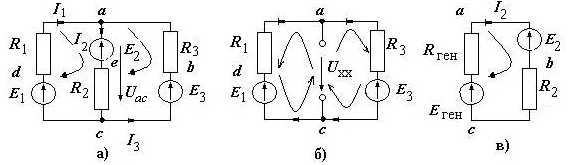 I1 a
R1 I2 E2 R3
d e b
E1 R2 Uac E3
c I3
а)
a
R1 R3
d Uхх b
E1 E3
c
б)
a I2
Rген E2
b
Eген R2
c
в)